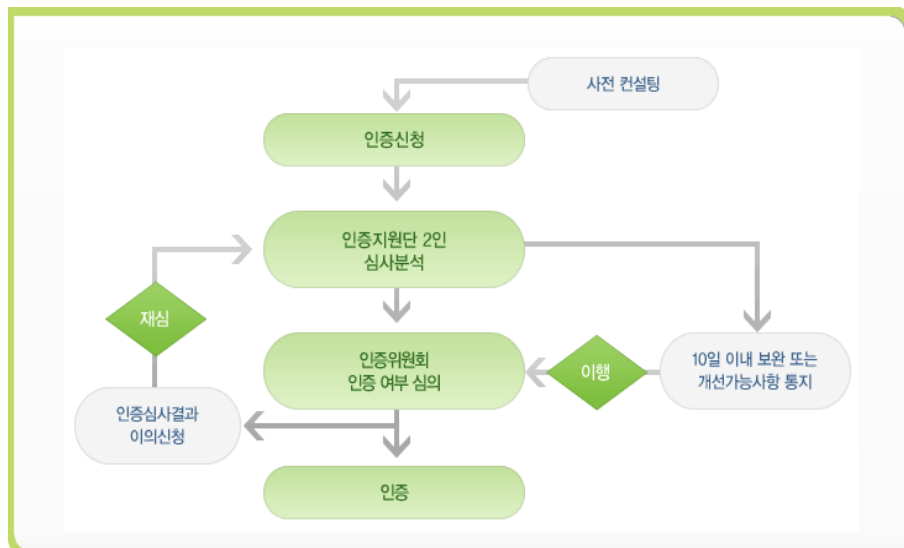 사전 컨설팅
인증신청
인증지원단 2인
심사분석
재심
인증위원회
인증 여부 심의
이행
10일 이내 보완 또는
개선가능사항 통지
인증심사결과
이의신청
인증